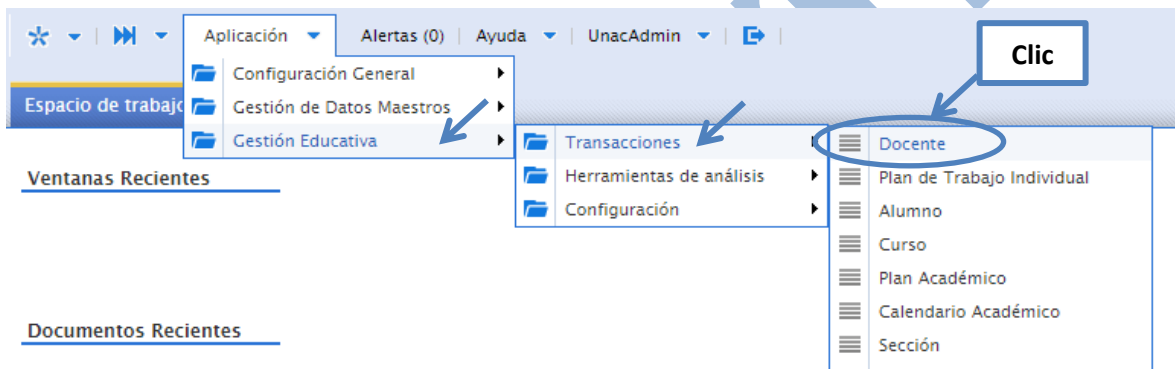 Aplicación Alertas (0) Ayuda UnacAdmin
Clic
Configuración General
Espacio de trabajo
Gestión de Datos Maestros
Gestión Educativa
Transacciones
Docente
Ventanas Recientes
Herramientas de análisis
Plan de Trabajo Individual
Configuración
Alumno
Curso
Plan Académico
Calendario Académico
Documentos Recientes
Sección